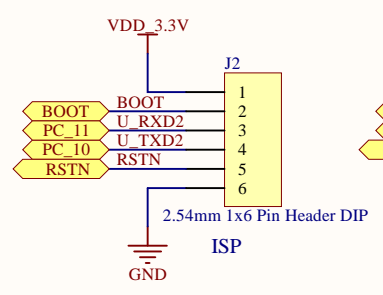 VDD_3.3V
J2
1
BOOT BOOT 2
PC_11 U_RXD2 3
PC_10 U_TXD2 4
RSTN RSTN 5
6
2.54mm 1x6 Pin Header DIP
ISP
GND